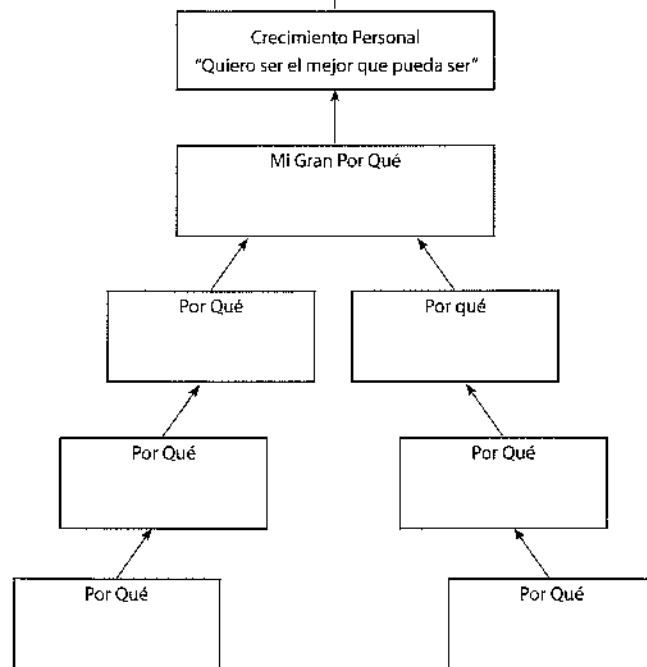 Crecimiento Personal
“Quiero ser el mejor que pueda ser”
Mi Gran Por Qué
Por Qué
Por qué
Por Qué
Por Qué
Por Qué
Por Qué